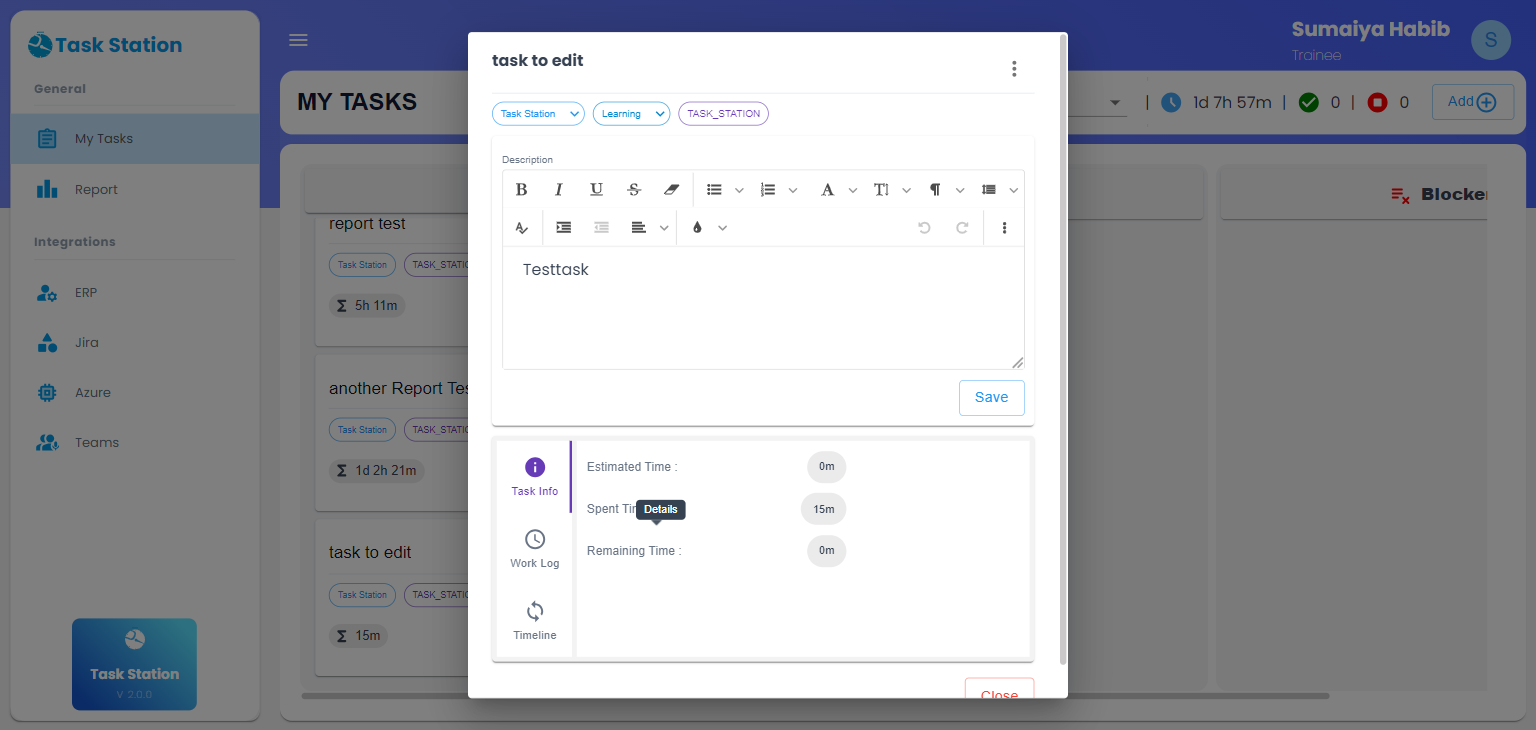 Task Station
General
My Tasks
Report
Integrations
ERP
Jira
Azure
Teams
Task Station
V 2.0.0
Sumaiya Habib
Trainee
S
MY TASKS
| 1d 7h 57m | 0 | 0
Add
report test
Task Station TASK_STATIO
Σ 5h 11m
another Report Tes
Task Station TASK_STATIO
Σ 1d 2h 21m
task to edit
Task Station TASK_STATIO
Σ 15m
Blocker
task to edit
Task Station Learning TASK_STATION
Description
Testtask
Save
Task Info
Work Log
Timeline
Estimated Time : 0m
Spent Tim 15m
Details
Remaining Time : 0m
Close